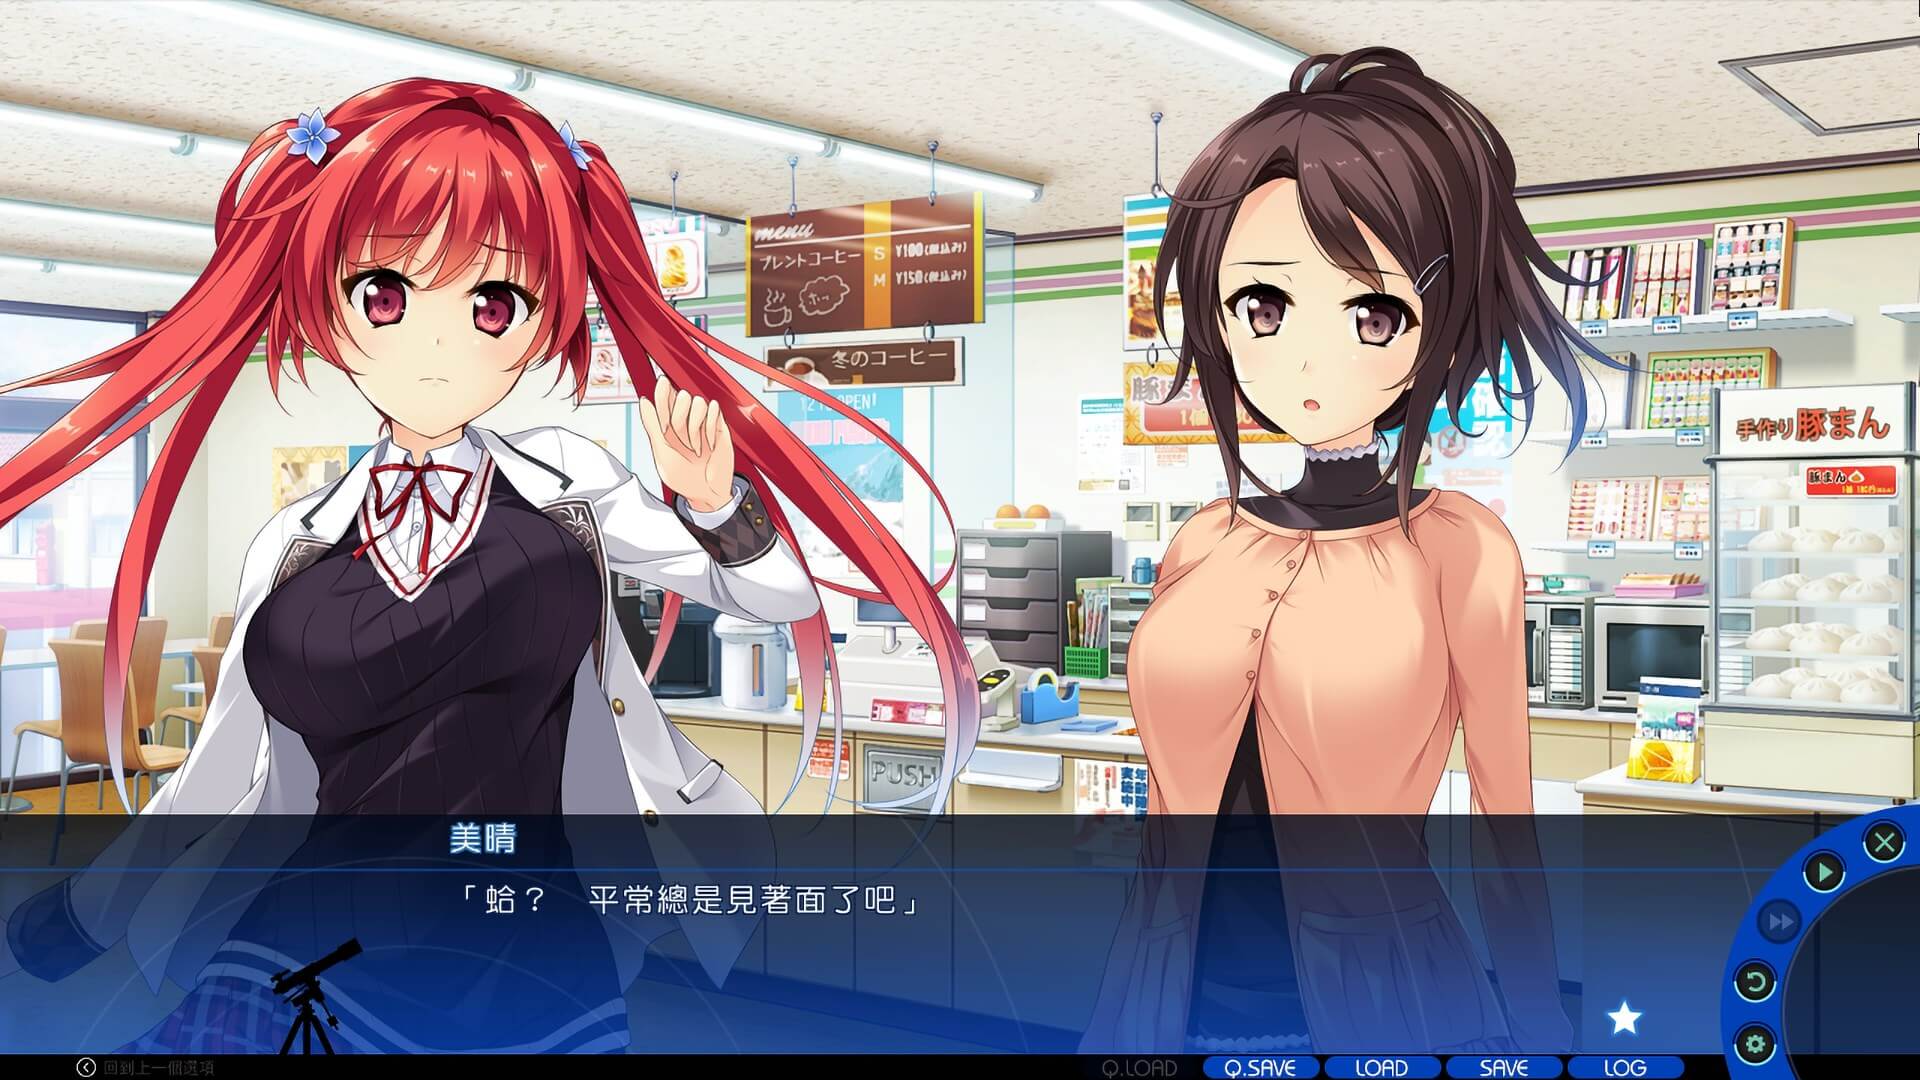 menu
ブレンドコーヒー
S ¥100(税込み)
M ¥150(税込み)
冬のコーヒー
OPEN!
手作り豚まん
豚まん
PUSH
美晴
「蛤？　平常總是見著面了吧」
回到上一個選項
Q.LOAD
Q.SAVE
LOAD
SAVE
LOG